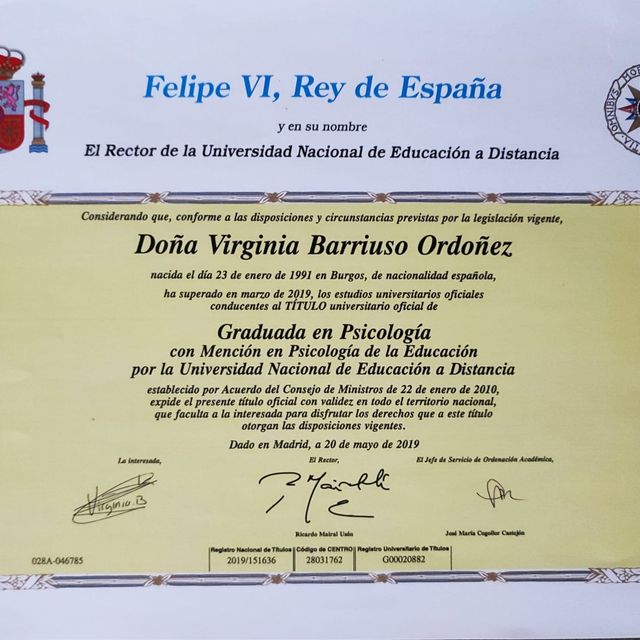 Felipe VI, Rey de España
y en su nombre
El Rector de la Universidad Nacional de Educación a Distancia
Considerando que, conforme a las disposiciones y circunstancias previstas por la legislación vigente,
Doña Virginia Barriuso Ordoñez
nacida el día 23 de enero de 1991 en Burgos, de nacionalidad española,
ha superado en marzo de 2019, los estudios universitarios oficiales
conducentes al TÍTULO universitario oficial de
Graduada en Psicología
con Mención en Psicología de la Educación
por la Universidad Nacional de Educación a Distancia
establecido por Acuerdo del Consejo de Ministros de 22 de enero de 2010,
expide el presente título oficial con validez en todo el territorio nacional,
que faculta a la interesada para disfrutar los derechos que a este título
otorgan las disposiciones vigentes.
Dado en Madrid, a 20 de mayo de 2019
La interesada, El Rector, El Jefe de Servicio de Ordenación Académica,
Virginia.B
Ricardo Mairal Usón José María Cogollor Castejón
Registro Nacional de Títulos Código de CENTRO Registro Universitario de Títulos
028A-046785 2019/151636 28031762 G00020882